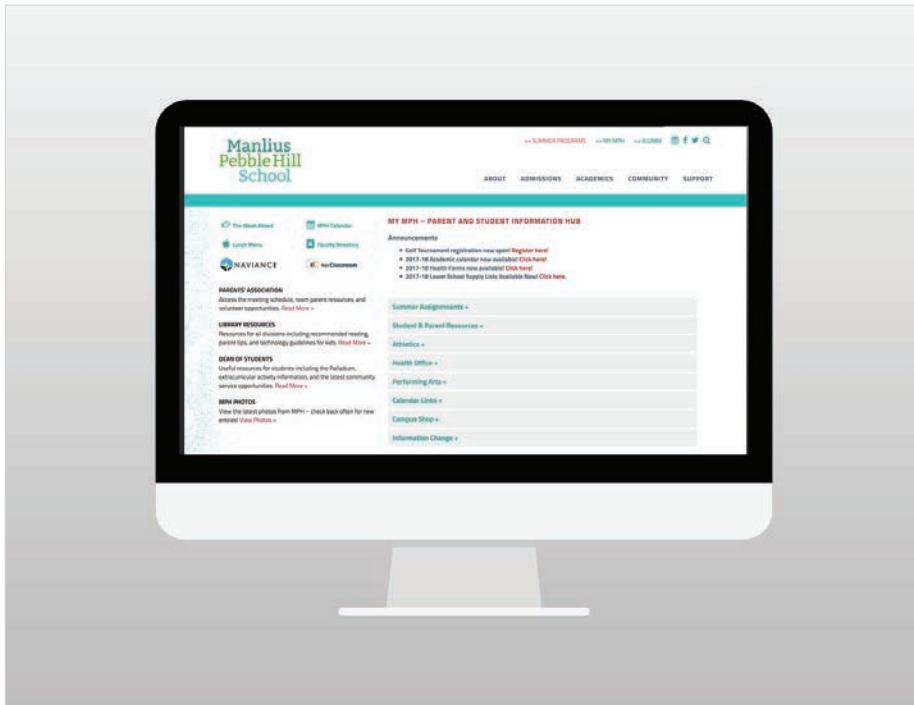 Manlius
Pebble Hill
School
>> SUMMER PROGRAMS >> MY MPH >> ALUMNI
ABOUT ADMISSIONS ACADEMICS COMMUNITY SUPPORT
The Week Ahead MPH Calendar
Lunch Menu Faculty Directory
NAVIANCE NetClassroom
PARENTS' ASSOCIATION
Access the meeting schedule, room parent resources, and
volunteer opportunities. Read More »
LIBRARY RESOURCES
Resources for all divisions including recommended reading,
parent tips, and technology guidelines for kids. Read More »
DEAN OF STUDENTS
Useful resources for students including the Palladium,
extracurricular activity information, and the latest community
service opportunities. Read More »
MPH PHOTOS
View the latest photos from MPH – check back often for new
entries! View Photos »
MY MPH – PARENT AND STUDENT INFORMATION HUB
Announcements
Golf Tournament registration now open! Register here!
2017-18 Academic calendar now available! Click here!
2017-18 Health Forms now available! Click here!
2017-18 Lower School Supply Lists Available Now! Click here.
Summer Assignments +
Student & Parent Resources +
Athletics +
Health Office +
Performing Arts +
Calendar Links +
Campus Shop +
Information Change +